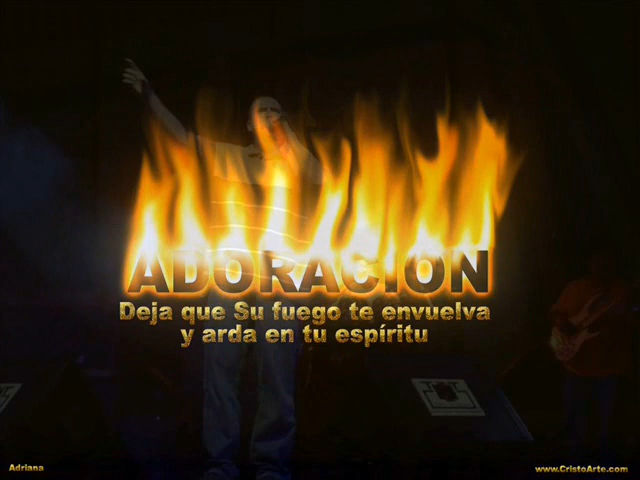 ADORACION
Deja que Su fuego te envuelva
y arda en tu espíritu
Adriana
www.CristoArte.com